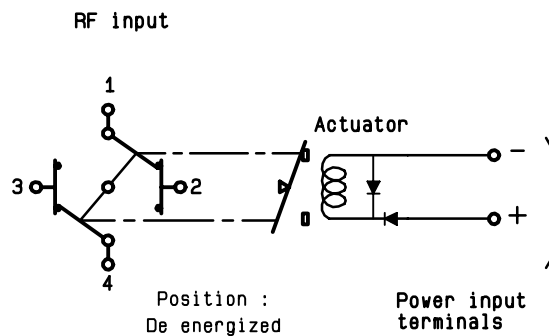 RF input
1
Actuator
-
3
2
+
4
Position :
De energized
Power input
terminals